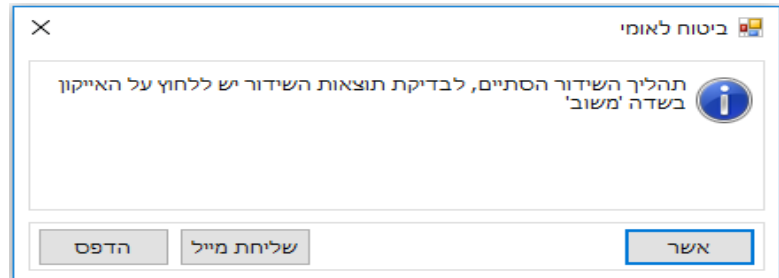 ביטוח לאומי
תהליך השידור הסתיים, לבדיקת תוצאות השידור יש ללחוץ על האייקון
בשדה 'משוב'
אשר
שליחת מייל
הדפס